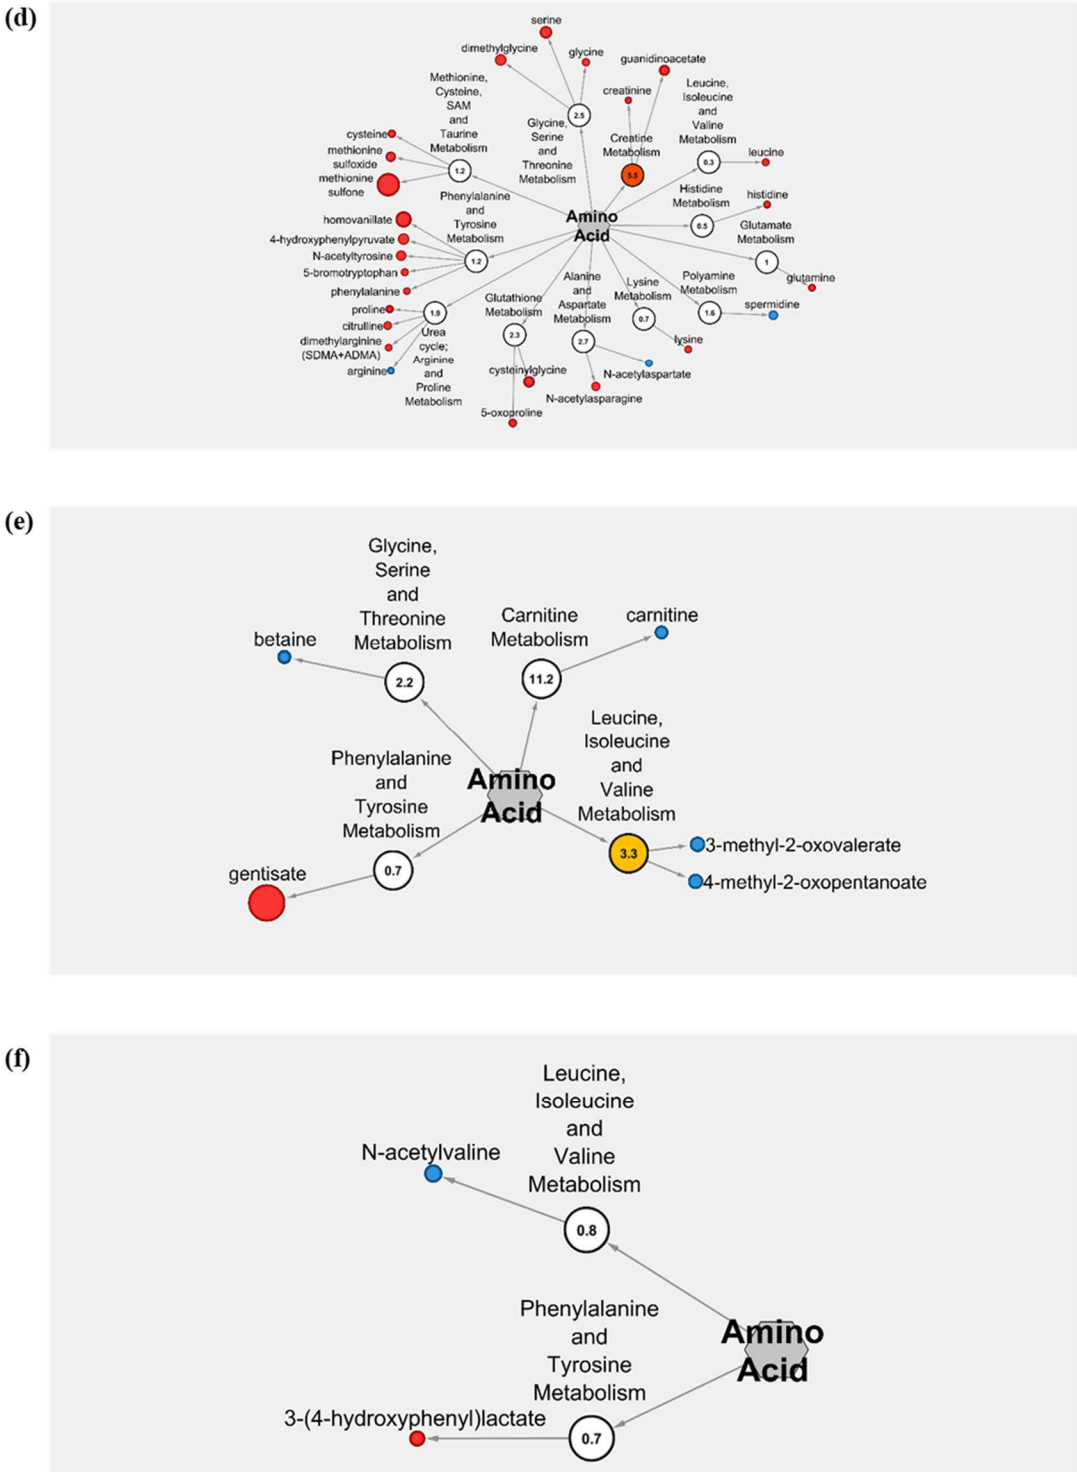 (d)
serine
dimethylglycine
glycine
guanidinoacetate
Methionine,
Cysteine,
SAM
and
Taurine
Metabolism
creatinine
Leucine,
Isoleucine
and
Valine
Metabolism
2.5
Glycine,
Serine
and
Threonine
Metabolism
Creatine
Metabolism
5.5
cysteine
methionine
sulfoxide
methionine
sulfone
1.2
0.3
leucine
Phenylalanine
and
Tyrosine
Metabolism
Histidine
Metabolism
histidine
0.5
Amino
Acid
homovanillate
4-hydroxyphenylpyruvate
N-acetyltyrosine
5-bromotryptophan
phenylalanine
1.2
Glutamate
Metabolism
1
glutamine
Alanine
and
Aspartate
Metabolism
Lysine
Metabolism
Polyamine
Metabolism
Glutathione
Metabolism
proline
citrulline
dimethylarginine
(SDMA+ADMA)
arginine
1.9
Urea
cycle;
Arginine
and
Proline
Metabolism
2.3
2.7
0.7
1.6
spermidine
lysine
cysteinylglycine
N-acetylaspartate
N-acetylasparagine
5-oxoproline
(e)
Glycine,
Serine
and
Threonine
Metabolism
betaine
2.2
Carnitine
Metabolism
carnitine
11.2
Leucine,
Isoleucine
and
Valine
Metabolism
Phenylalanine
and
Tyrosine
Metabolism
Amino
Acid
3.3
3-methyl-2-oxovalerate
4-methyl-2-oxopentanoate
gentisate
0.7
(f)
Leucine,
Isoleucine
and
Valine
Metabolism
N-acetylvaline
0.8
Phenylalanine
and
Tyrosine
Metabolism
Amino
Acid
3-(4-hydroxyphenyl)lactate
0.7